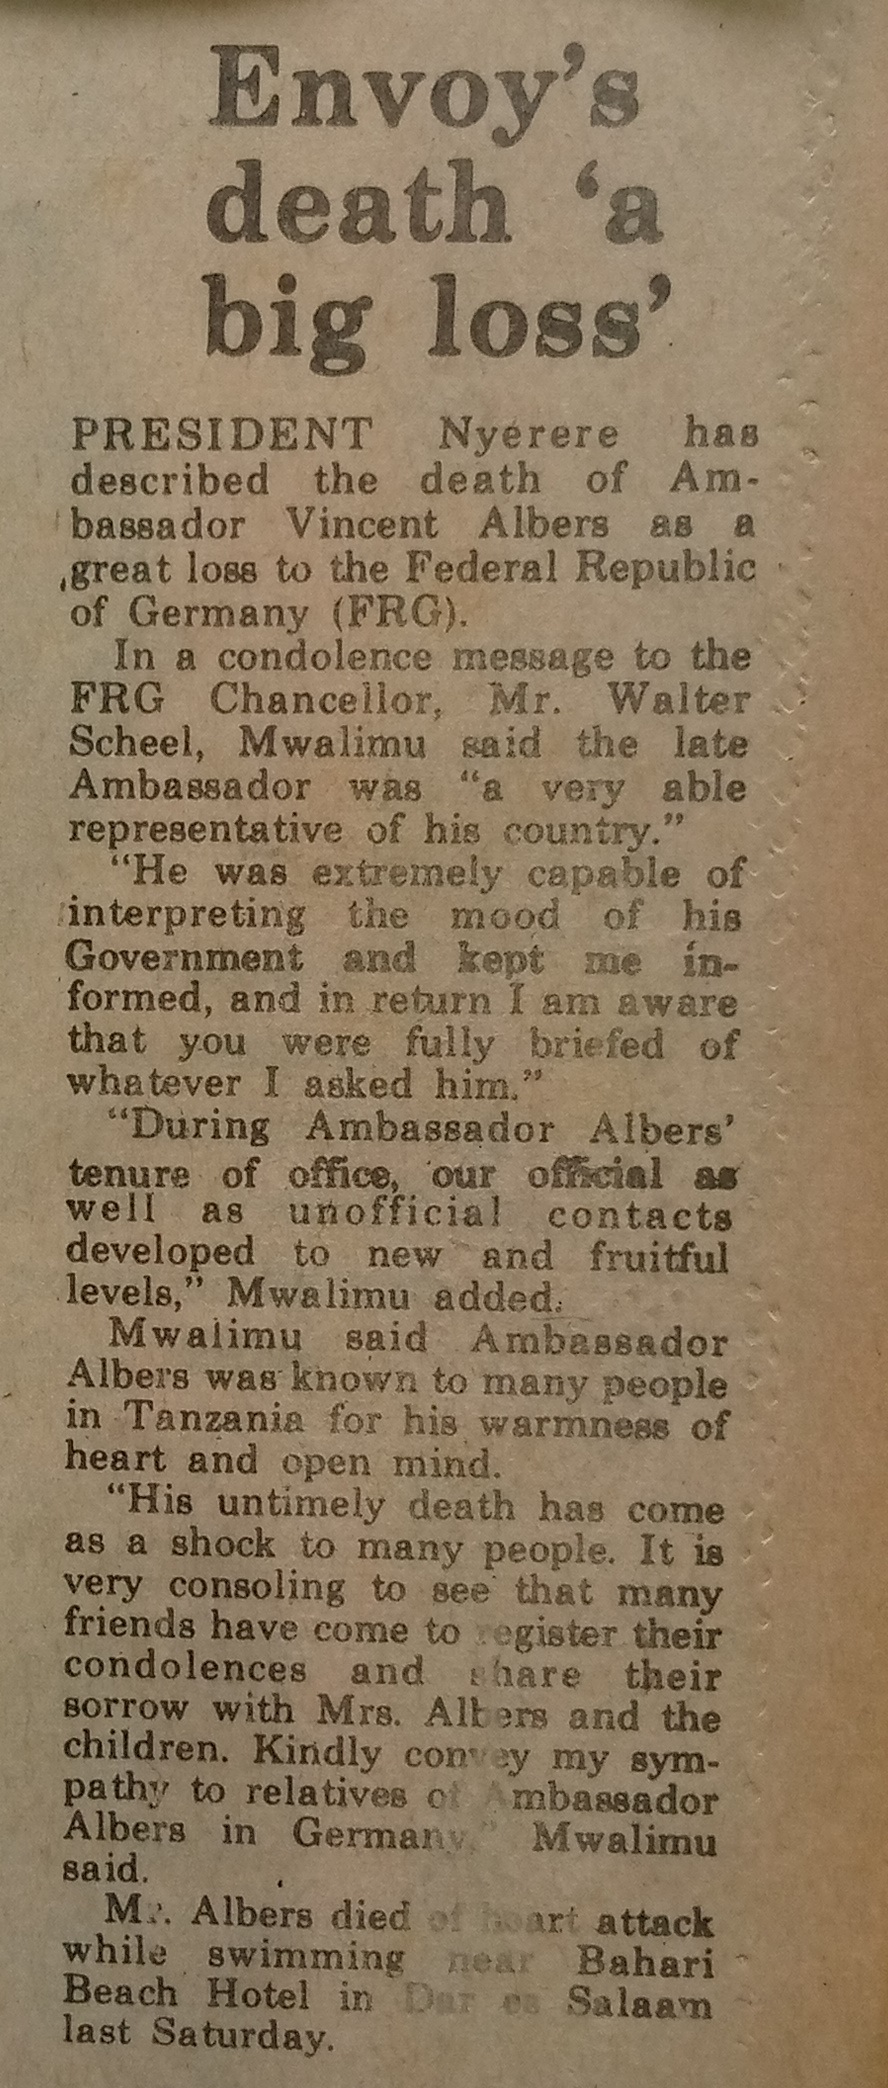 Envoy's
death 'a
big loss'
PRESIDENT Nyerere has
described the death of Am-
bassador Vincent Albers as a
great loss to the Federal Republic
of Germany (FRG).
In a condolence message to the
FRG Chancellor, Mr. Walter
Scheel, Mwalimu said the late
Ambassador was "a very able
representative of his country."
"He was extremely capable of
interpreting the mood of his
Government and kept me in-
formed, and in return I am aware
that you were fully briefed of
whatever I asked him."
"During Ambassador Albers'
tenure of office, our official as
well as unofficial contacts
developed to new and fruitful
levels," Mwalimu added.
Mwalimu said Ambassador
Albers was known to many people
in Tanzania for his warmness of
heart and open mind.
"His untimely death has come
as a shock to many people. It is
very consoling to see that many
friends have come to register their
condolences and share their
sorrow with Mrs. Albers and the
children. Kindly convey my sym-
pathy to relatives of Ambassador
Albers in Germany," Mwalimu
said.
Mr. Albers died of heart attack
while swimming near Bahari
Beach Hotel in Dar es Salaam
last Saturday.